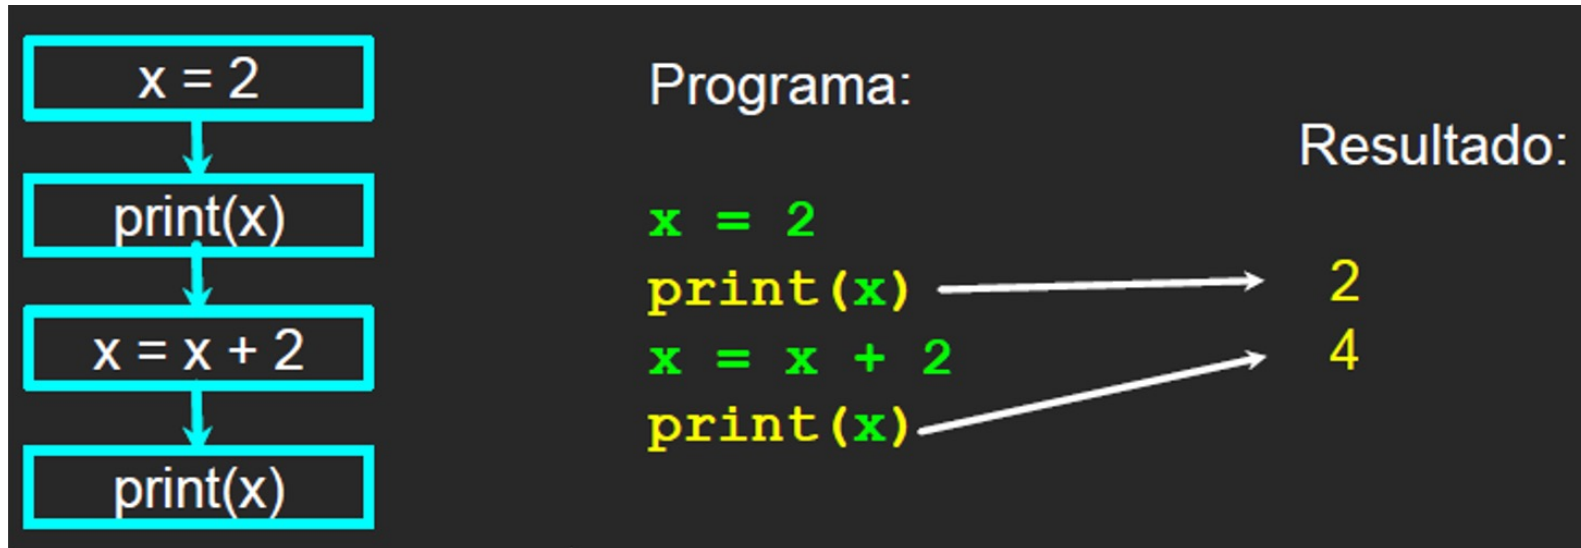 x = 2
print(x)
x = x + 2
print(x)
Programa:
x = 2
print(x)
x = x + 2
print(x)
Resultado:
2
4